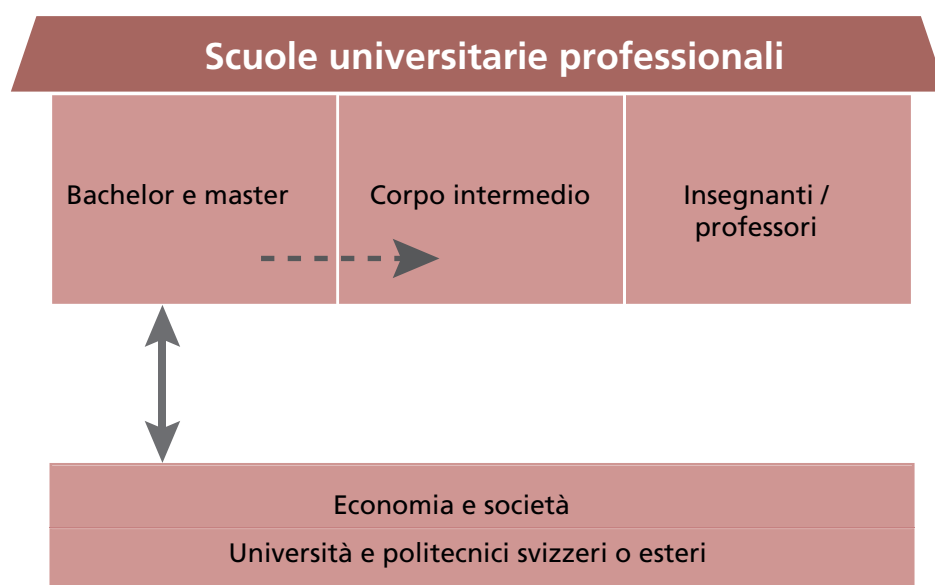 Scuole universitarie professionali
Bachelor e master
Corpo intermedio
Insegnanti /
professori
Economia e società
Università e politecnici svizzeri o esteri